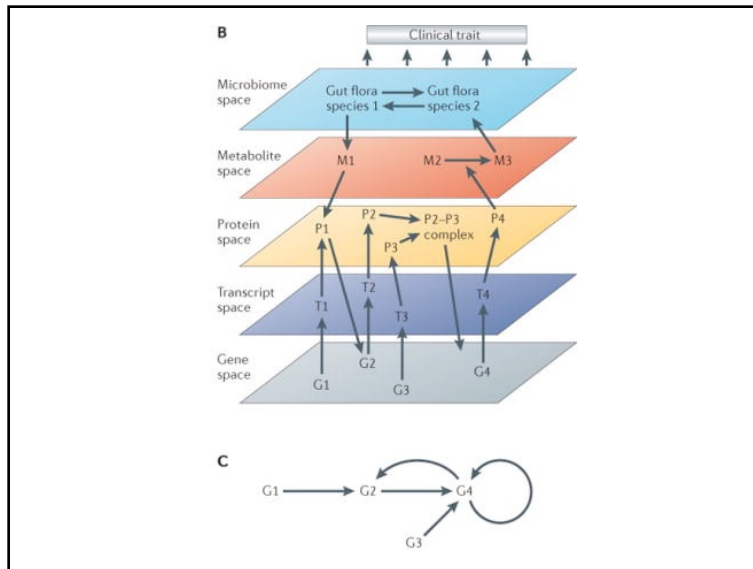 B
Clinical trait
Microbiome
space
Gut flora
species 1
Gut flora
species 2
Metabolite
space
M1
M2
M3
Protein
space
P1
P2
P3
P2–P3
complex
P4
Transcript
space
T1
T2
T3
T4
Gene
space
G1
G2
G3
G4
C
G1
G2
G4
G3